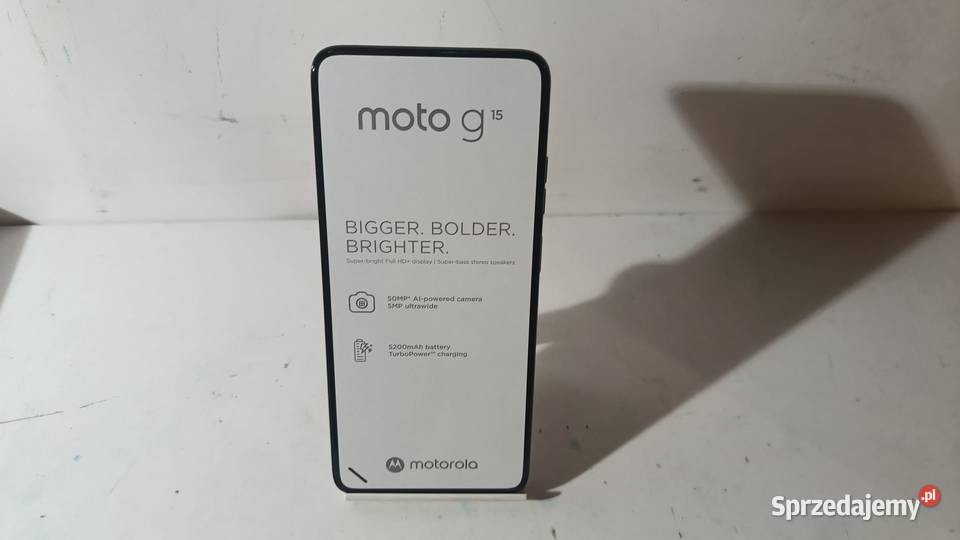 moto g 15
BIGGER. BOLDER.
BRIGHTER.
Super-bright Full HD+ display | Super-bass stereo speakers
50MP* AI-powered camera
5MP ultrawide
5200mAh battery
TurboPower™ charging
motorola
Sprzedajemy.pl